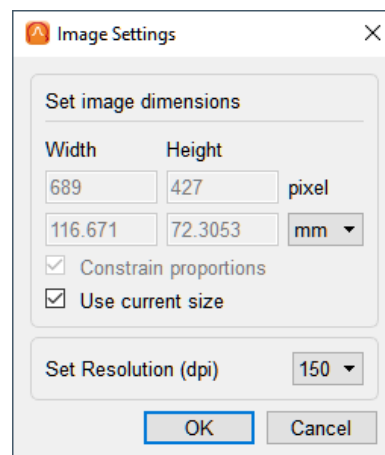 Image Settings
Set image dimensions
Width Height
689 427 pixel
116.671 72.3053 mm
Constrain proportions
Use current size
Set Resolution (dpi) 150
OK Cancel